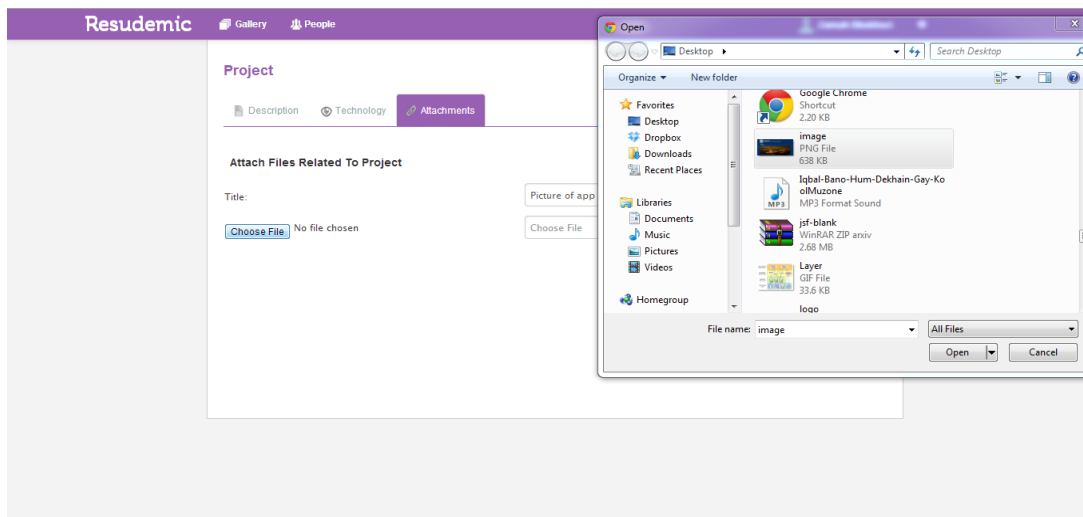 Resudemic
Gallery
People
Project
Description
Technology
Attachments
Attach Files Related To Project
Title:
Picture of app
Choose File
No file chosen
Choose File
Open
Desktop
Search Desktop
Organize
New folder
Favorites
Desktop
Dropbox
Downloads
Recent Places
Libraries
Documents
Music
Pictures
Videos
Homegroup
Google Chrome
Shortcut
2.20 KB
image
PNG File
638 KB
Iqbal-Bano-Hum-Dekhain-Gay-Ko
olMuzone
MP3 Format Sound
MP3
jsf-blank
WinRAR ZIP arxiv
2.68 MB
Layer
GIF File
33.6 KB
logo
File name:
image
All Files
Open
Cancel